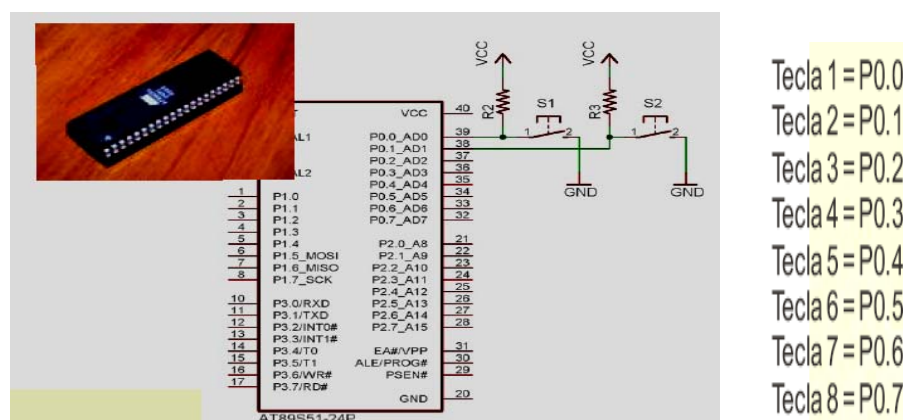 VCC
VCC
R2
S1
1
2
R3
S2
1
2
GND
GND
VCC 40
AL1
P0.0_AD0 39
P0.1_AD1 38
P0.2_AD2 37
AL2
P0.3_AD3 36
P0.4_AD4 35
1 P1.0
P0.5_AD5 34
2 P1.1
P0.6_AD6 33
3 P1.2
P0.7_AD7 32
4 P1.3
5 P1.4
P2.0_A8 21
6 P1.5_MOSI
P2.1_A9 22
7 P1.6_MISO
P2.2_A10 23
8 P1.7_SCK
P2.3_A11 24
P2.4_A12 25
10 P3.0/RXD
P2.5_A13 26
11 P3.1/TXD
P2.6_A14 27
12 P3.2/INT0#
P2.7_A15 28
13 P3.3/INT1#
14 P3.4/T0
EA#/VPP 31
15 P3.5/T1
ALE/PROG# 30
16 P3.6/WR#
PSEN# 29
17 P3.7/RD#
GND 20
AT89S51-24P
Tecla 1 = P0.0
Tecla 2 = P0.1
Tecla 3 = P0.2
Tecla 4 = P0.3
Tecla 5 = P0.4
Tecla 6 = P0.5
Tecla 7 = P0.6
Tecla 8 = P0.7